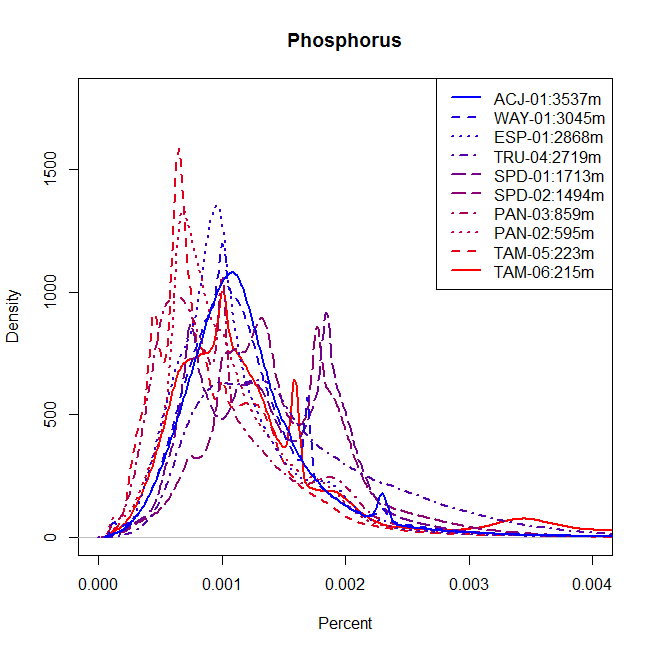 Phosphorus
ACJ-01:3537m
WAY-01:3045m
ESP-01:2868m
TRU-04:2719m
SPD-01:1713m
SPD-02:1494m
PAN-03:859m
PAN-02:595m
TAM-05:223m
TAM-06:215m
Density
1500
1000
500
0
0.000 0.001 0.002 0.003 0.004
Percent